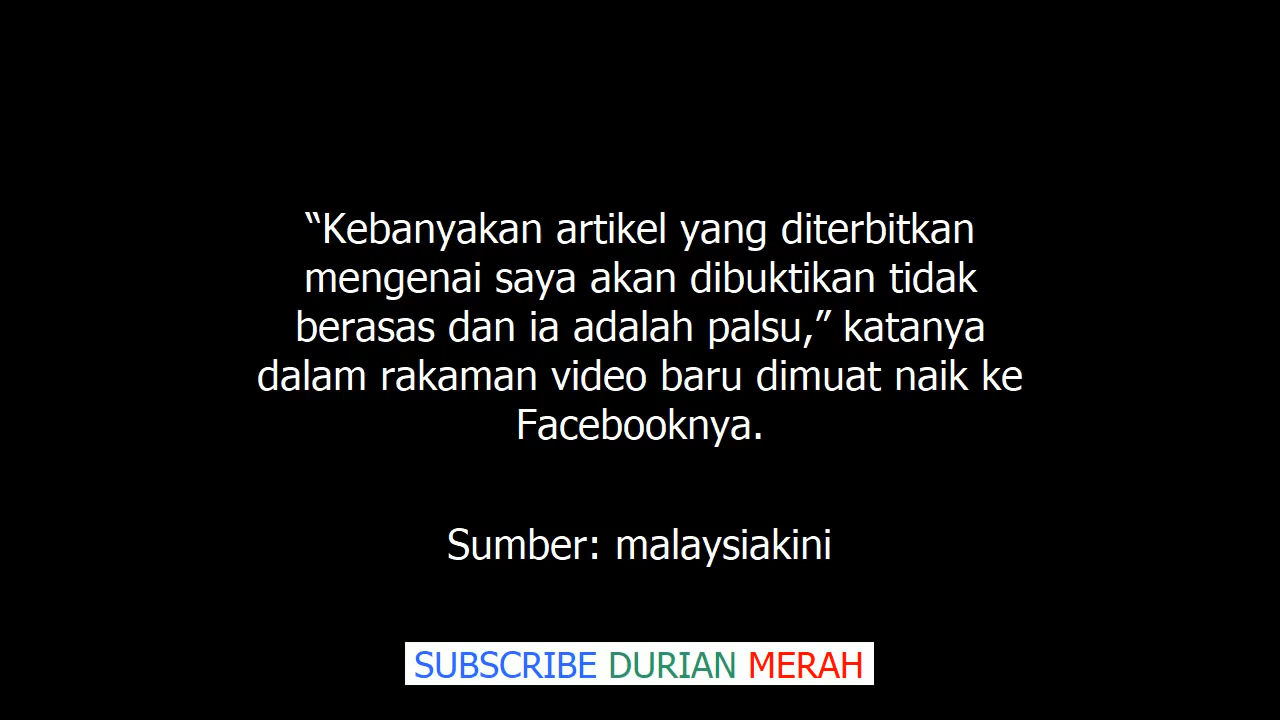 “Kebanyakan artikel yang diterbitkan
mengenai saya akan dibuktikan tidak
berasas dan ia adalah palsu,” katanya
dalam rakaman video baru dimuat naik ke
Facebooknya.
Sumber: malaysiakini
SUBSCRIBE DURIAN MERAH